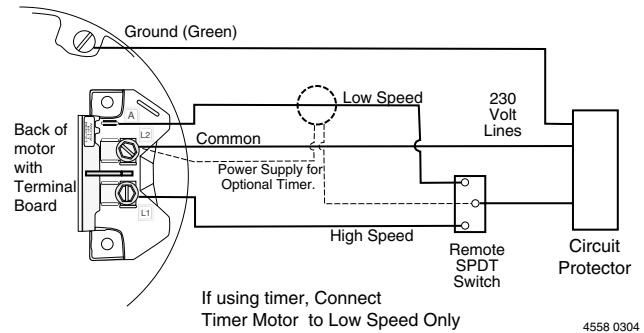 Ground (Green)
A
Low Speed
230
Volt
Lines
Back of
motor
with
Terminal
Board
L2
Common
Power Supply for
Optional Timer.
L1
High Speed
Remote
SPDT
Switch
Circuit
Protector
If using timer, Connect
Timer Motor to Low Speed Only
4558 0304